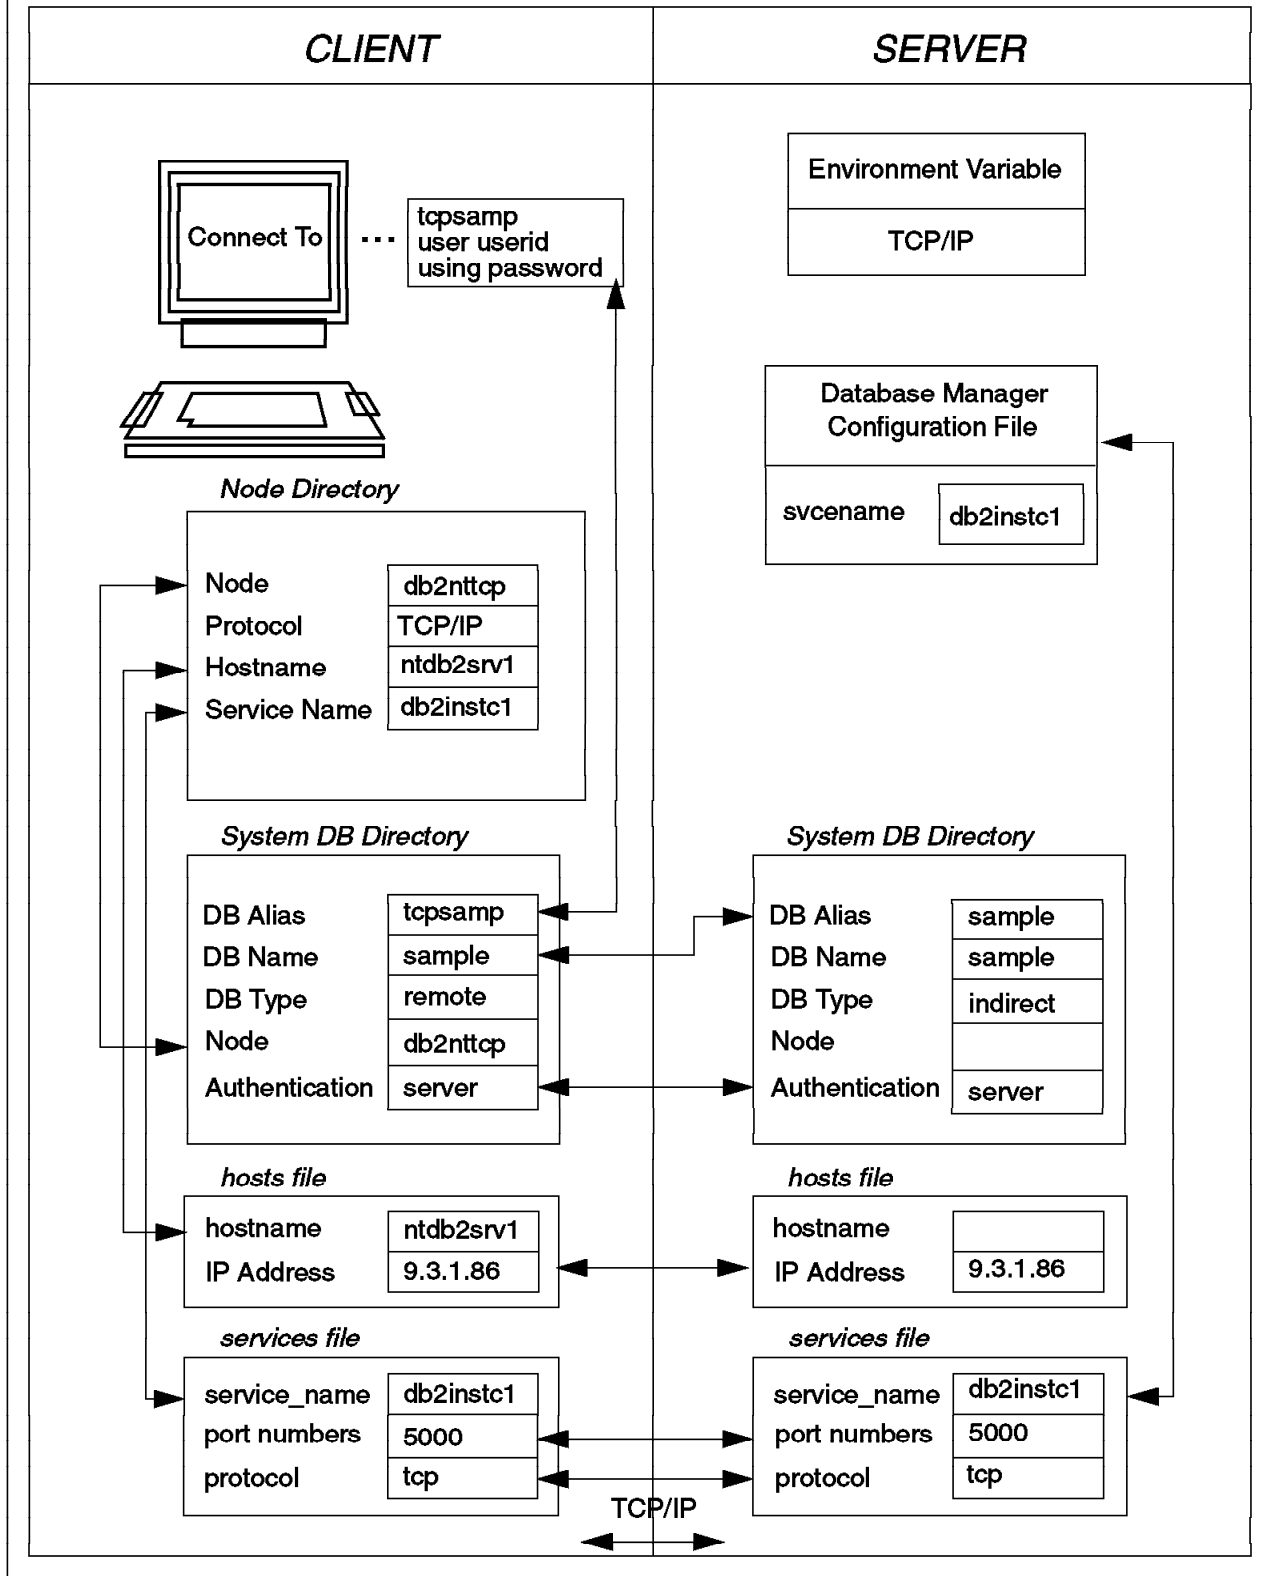 CLIENT
SERVER
Connect To
...
tcpsamp
user userid
using password
Environment Variable
TCP/IP
Database Manager
Configuration File
svcename db2instc1
Node Directory
Node db2nttcp
Protocol TCP/IP
Hostname ntdb2srv1
Service Name db2instc1
System DB Directory
DB Alias tcpsamp
DB Name sample
DB Type remote
Node db2nttcp
Authentication server
System DB Directory
DB Alias sample
DB Name sample
DB Type indirect
Node
Authentication server
hosts file
hostname ntdb2srv1
IP Address 9.3.1.86
hosts file
hostname
IP Address 9.3.1.86
services file
service_name db2instc1
port numbers 5000
protocol tcp
services file
service_name db2instc1
port numbers 5000
protocol tcp
TCP/IP